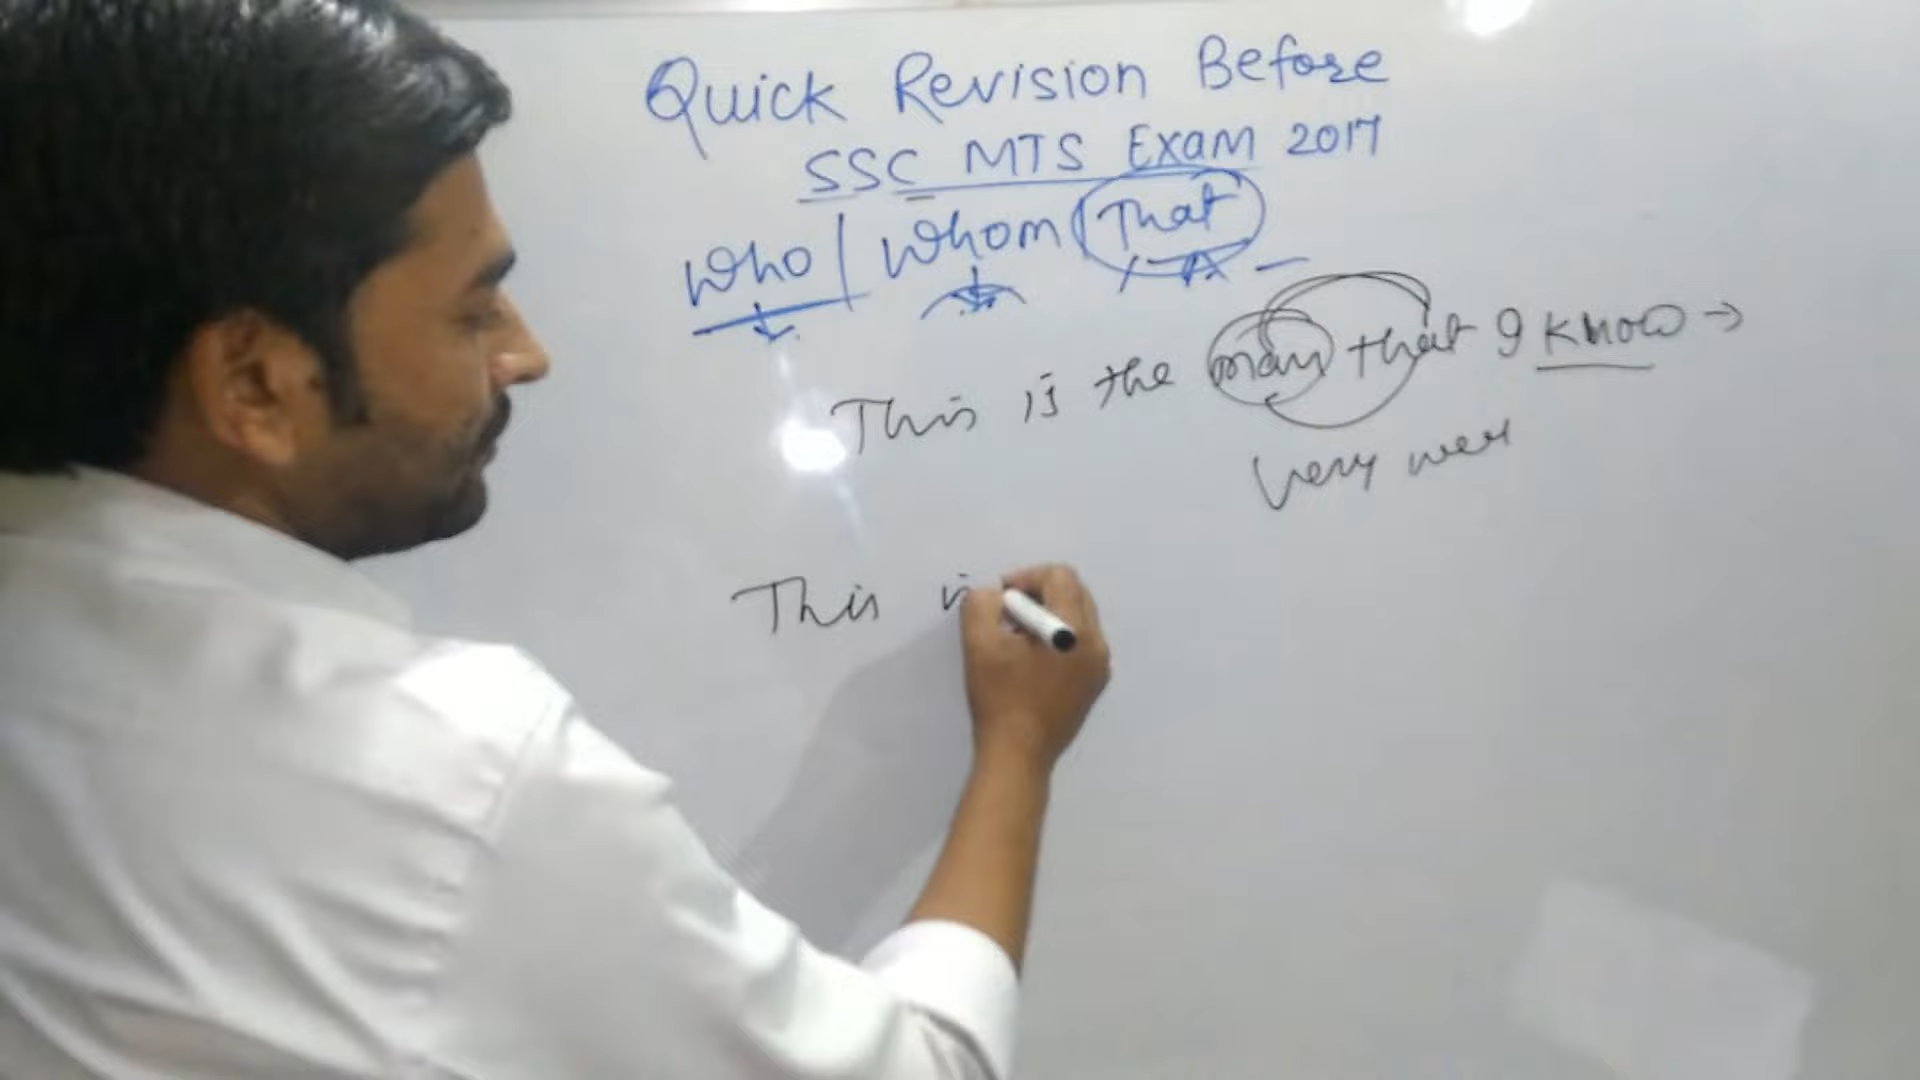 Quick Revision Before
SSC MTS Exam 2017
Who / Whom That
This is the man that I know →
Very well
This is